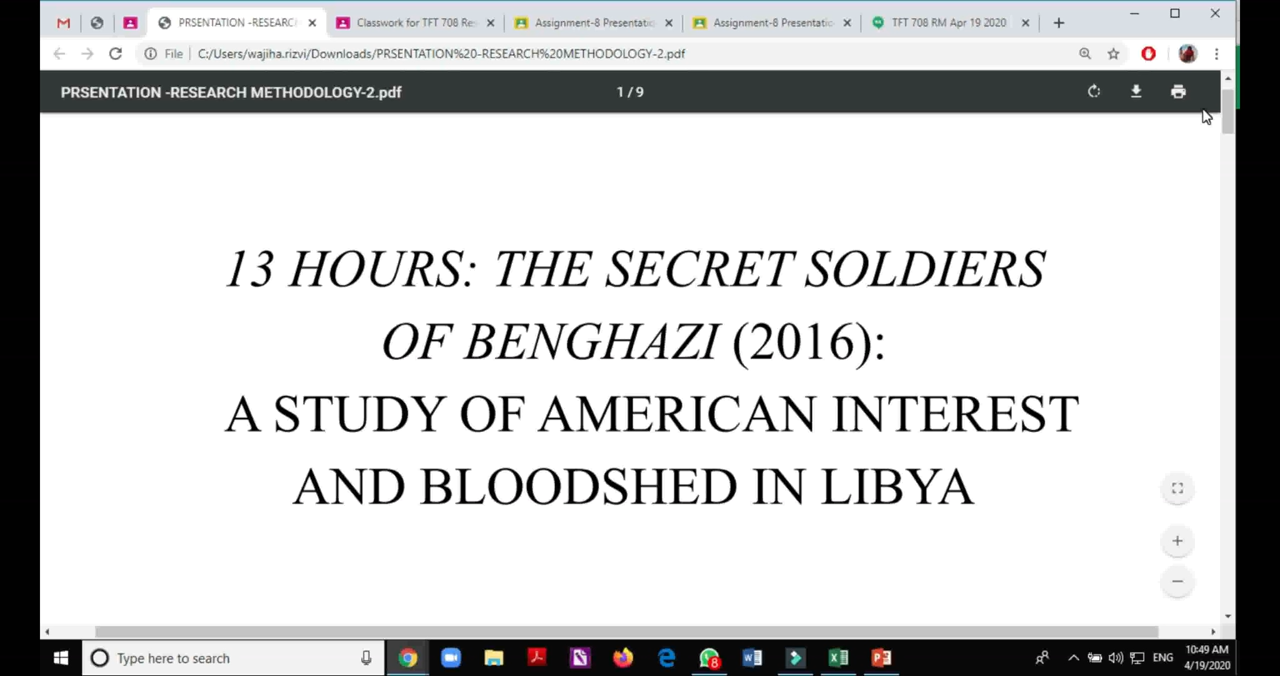 PRSENTATION -RESEARC
Classwork for TFT 708 Res
Assignment-8 Presentatio
Assignment-8 Presentatio
TFT 708 RM Apr 19 2020
File
C:/Users/wajiha.rizvi/Downloads/PRSENTATION%20-RESEARCH%20METHODOLOGY-2.pdf
PRSENTATION -RESEARCH METHODOLOGY-2.pdf
1 / 9
13 HOURS: THE SECRET SOLDIERS
OF BENGHAZI (2016):
A STUDY OF AMERICAN INTEREST
AND BLOODSHED IN LIBYA
Type here to search
8
ENG
10:49 AM
4/19/2020